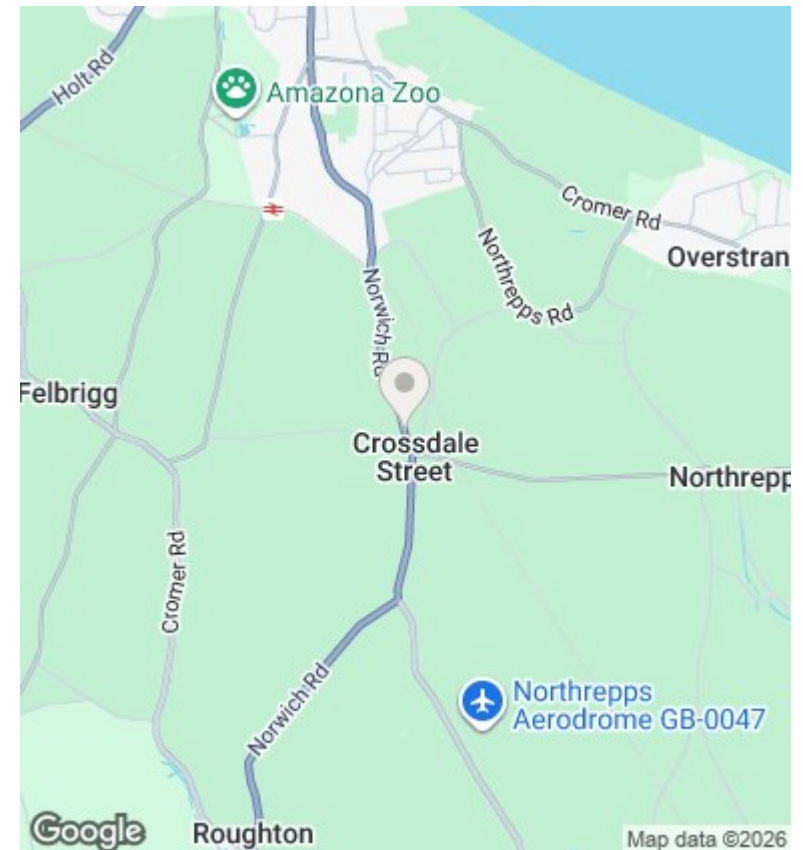 Holt Rd
Amazona Zoo
Cromer Rd
Overstran
Northrepps Rd
Norwich Rd
Felbrigg
Crossdale
Street
Northrepp
Cromer Rd
Northrepps
Aerodrome GB-0047
Norwich Rd
Google
Roughton
Map data ©2026